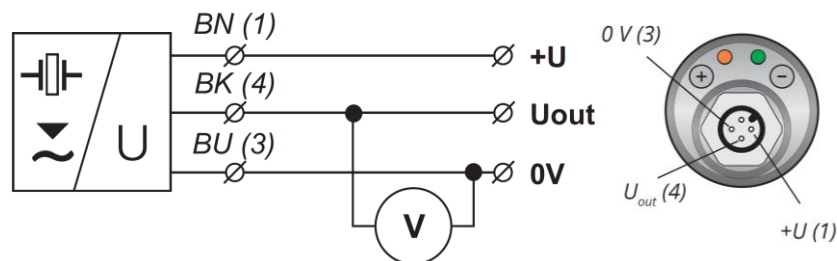 BN (1)
+U
BK (4)
Uout
BU (3)
0V
U
V
0 V (3)
+ −
Uout (4)
+U (1)